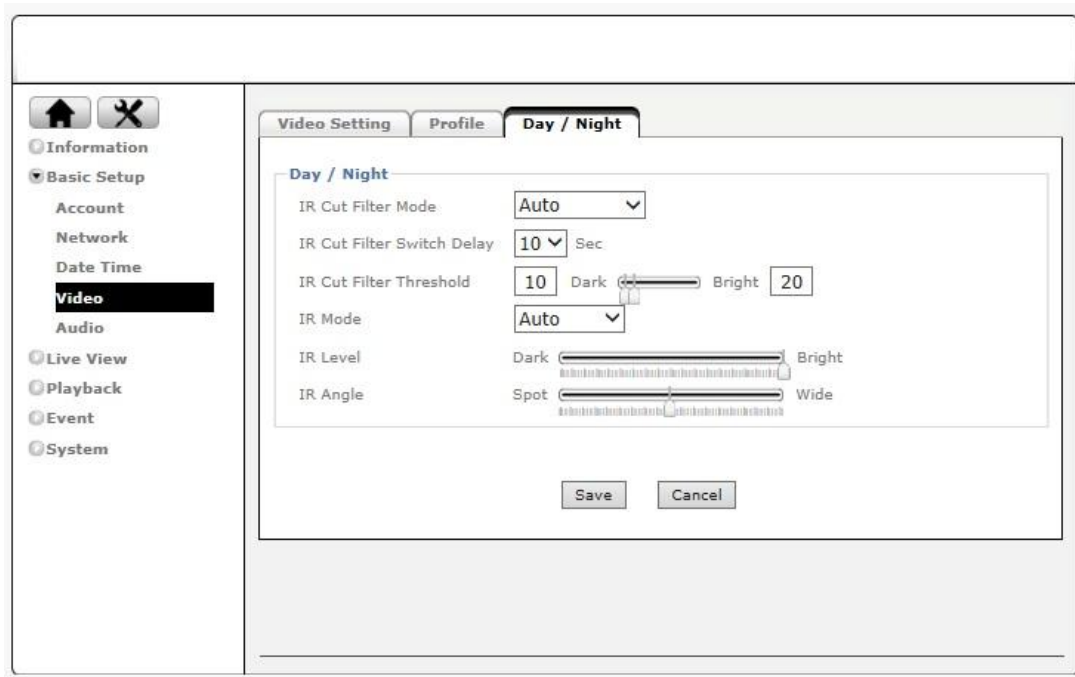 Information
Basic Setup
Account
Network
Date Time
Video
Audio
Live View
Playback
Event
System
Video Setting Profile Day / Night
Day / Night
IR Cut Filter Mode Auto
IR Cut Filter Switch Delay 10 Sec
IR Cut Filter Threshold 10 Dark Bright 20
IR Mode Auto
IR Level Dark Bright
IR Angle Spot Wide
Save Cancel